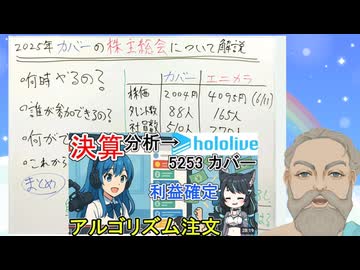 2025年カバーの株主総会について解説
・何時やるの?
カバー エニカラ
株価 2004円 4095円(6/11)
・誰が参加できるの?
タレント数 88人 165人
社員数 510人
・何がで
・これから
まとめ
決算分析→hololive
5253 カバー
利益確定
アルゴリズム注文